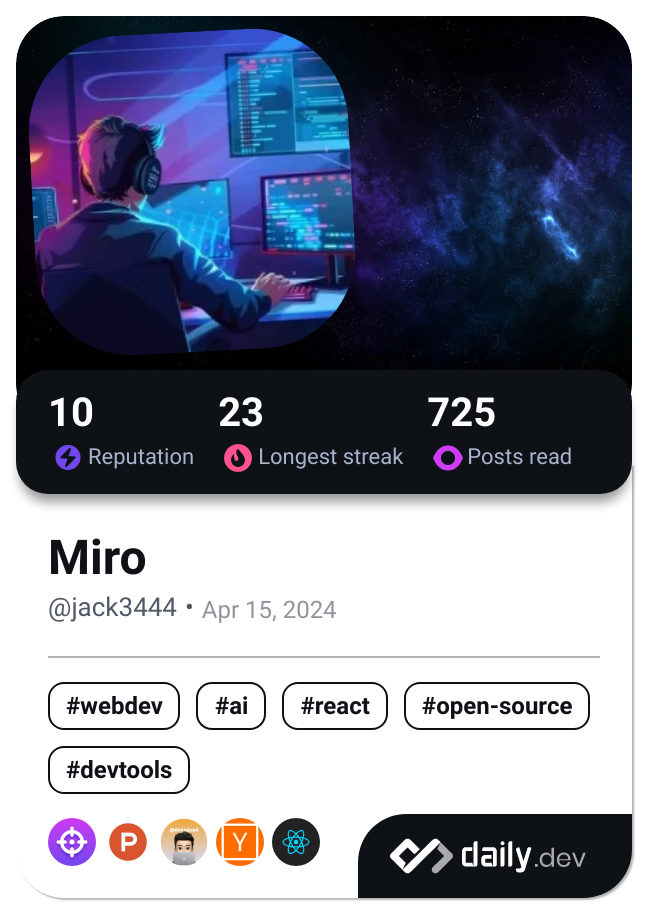 10 23 725
Reputation Longest streak Posts read
Miro
@jack3444 • Apr 15, 2024
#webdev #ai #react #open-source
#devtools
P Y
daily.dev